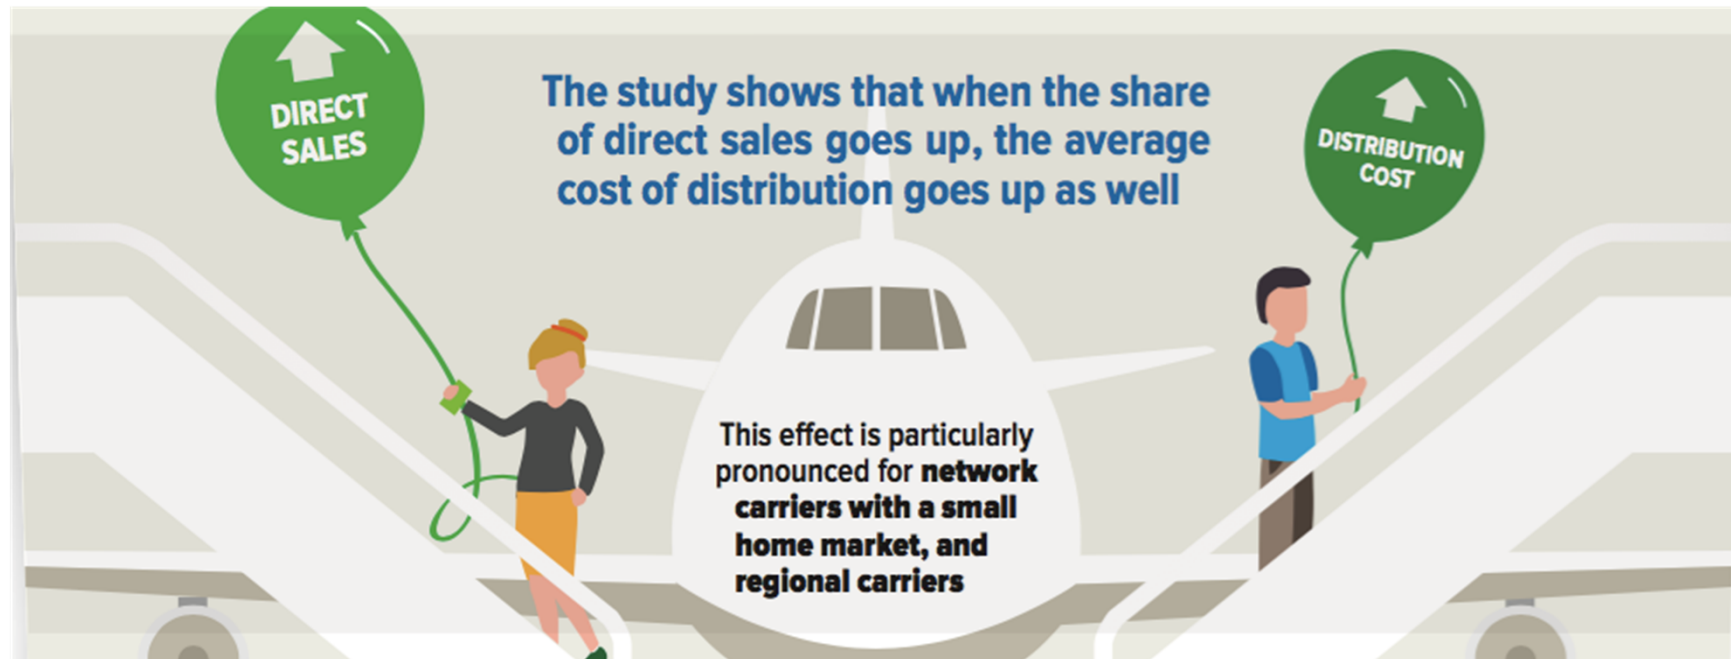 DIRECT
SALES
The study shows that when the share
of direct sales goes up, the average
cost of distribution goes up as well
DISTRIBUTION
COST
This effect is particularly
pronounced for network
carriers with a small
home market, and
regional carriers